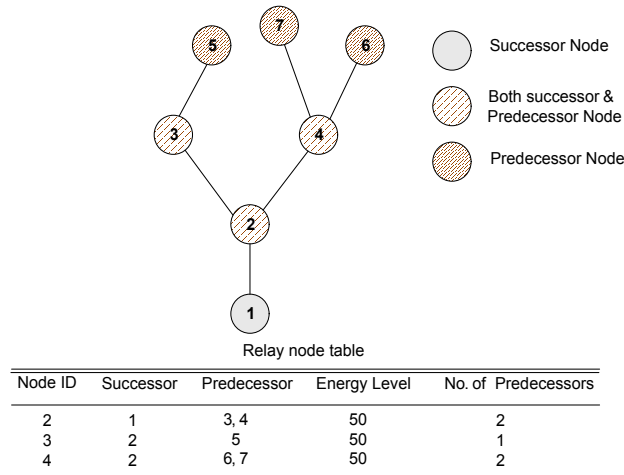 7
5
6
Successor Node
Both successor &
Predecessor Node
3
4
Predecessor Node
2
1
Relay node table
Node ID Successor Predecessor Energy Level No. of Predecessors
2 1 3, 4 50 2
3 2 5 50 1
4 2 6, 7 50 2